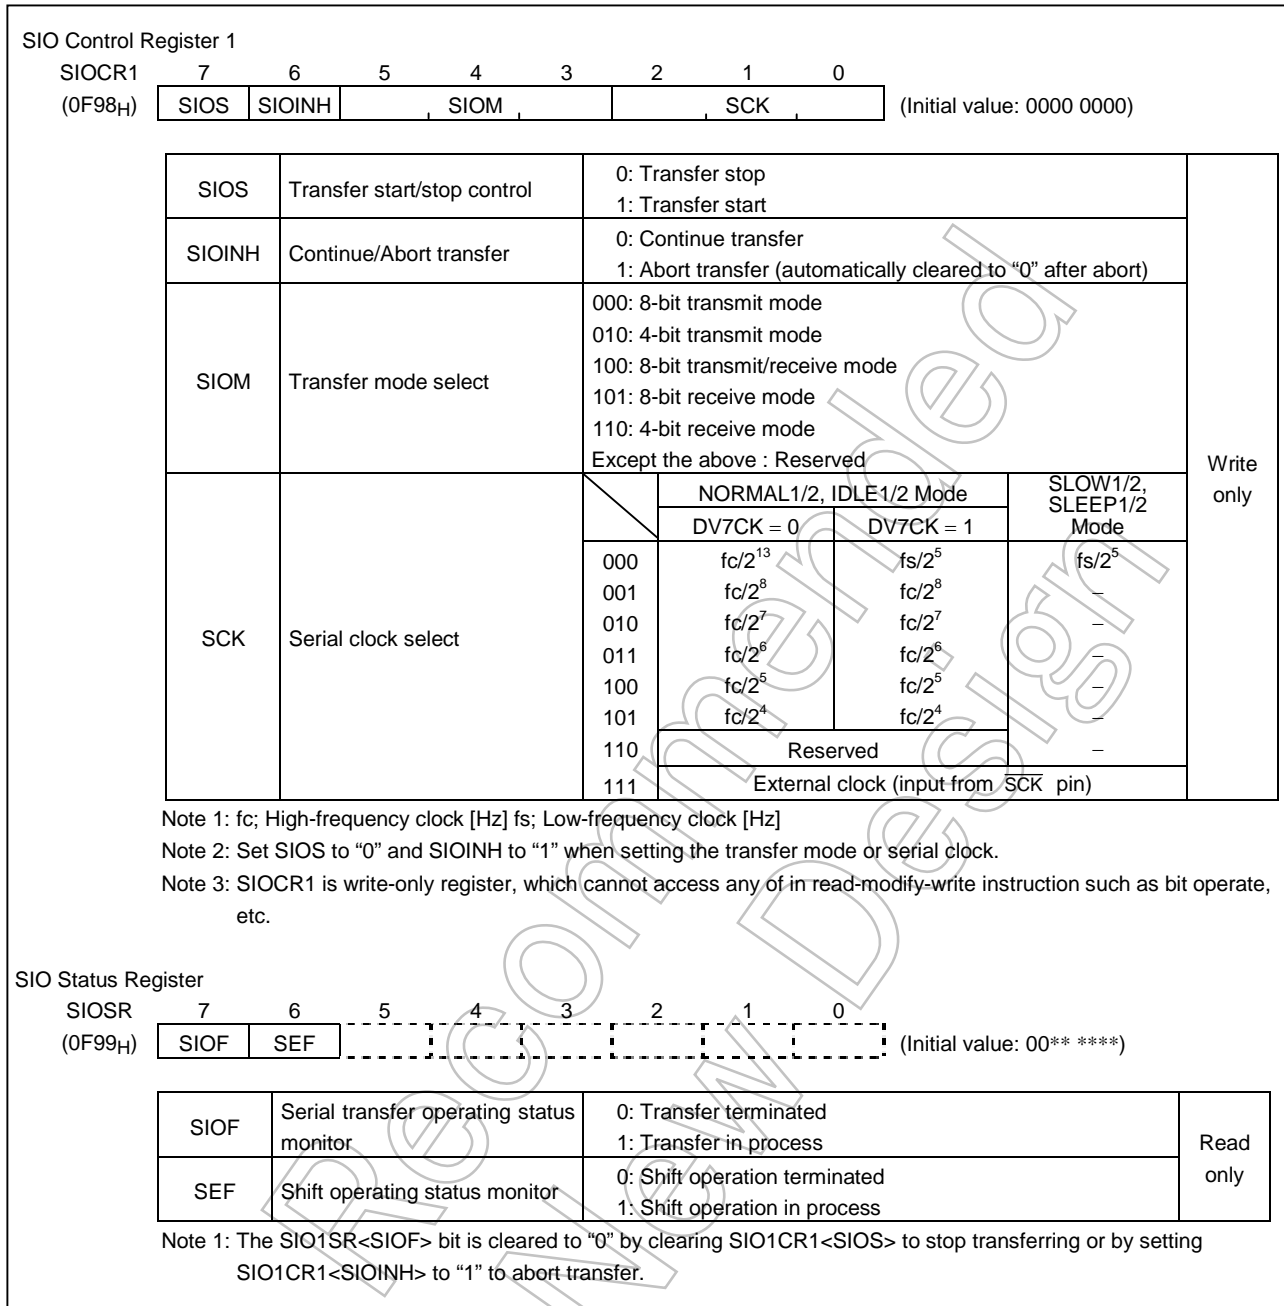 SIO Control Register 1
SIOCR1 7 6 5 4 3 2 1 0
(0F98H) SIOS SIOINH SIOM SCK (Initial value: 0000 0000)
SIOS Transfer start/stop control 0: Transfer stop
1: Transfer start
SIOINH Continue/Abort transfer 0: Continue transfer
1: Abort transfer (automatically cleared to “0” after abort)
SIOM Transfer mode select 000: 8-bit transmit mode
010: 4-bit transmit mode
100: 8-bit transmit/receive mode
101: 8-bit receive mode
110: 4-bit receive mode
Except the above : Reserved
Write only
SCK Serial clock select
NORMAL1/2, IDLE1/2 Mode SLOW1/2, SLEEP1/2 Mode
DV7CK = 0 DV7CK = 1
000 fc/2^13 fs/2^5 fs/2^5
001 fc/2^8 fc/2^8 –
010 fc/2^7 fc/2^7 –
011 fc/2^6 fc/2^6 –
100 fc/2^5 fc/2^5 –
101 fc/2^4 fc/2^4 –
110 Reserved –
111 External clock (input from SCK pin)
Note 1: fc; High-frequency clock [Hz] fs; Low-frequency clock [Hz]
Note 2: Set SIOS to “0” and SIOINH to “1” when setting the transfer mode or serial clock.
Note 3: SIOCR1 is write-only register, which cannot access any of in read-modify-write instruction such as bit operate,
etc.
SIO Status Register
SIOSR 7 6 5 4 3 2 1 0
(0F99H) SIOF SEF (Initial value: 00** ****)
SIOF Serial transfer operating status monitor 0: Transfer terminated
1: Transfer in process
Read only
SEF Shift operating status monitor 0: Shift operation terminated
1: Shift operation in process
Note 1: The SIO1SR<SIOF> bit is cleared to “0” by clearing SIO1CR1<SIOS> to stop transferring or by setting
SIO1CR1<SIOINH> to “1” to abort transfer.
Recommended
New Design